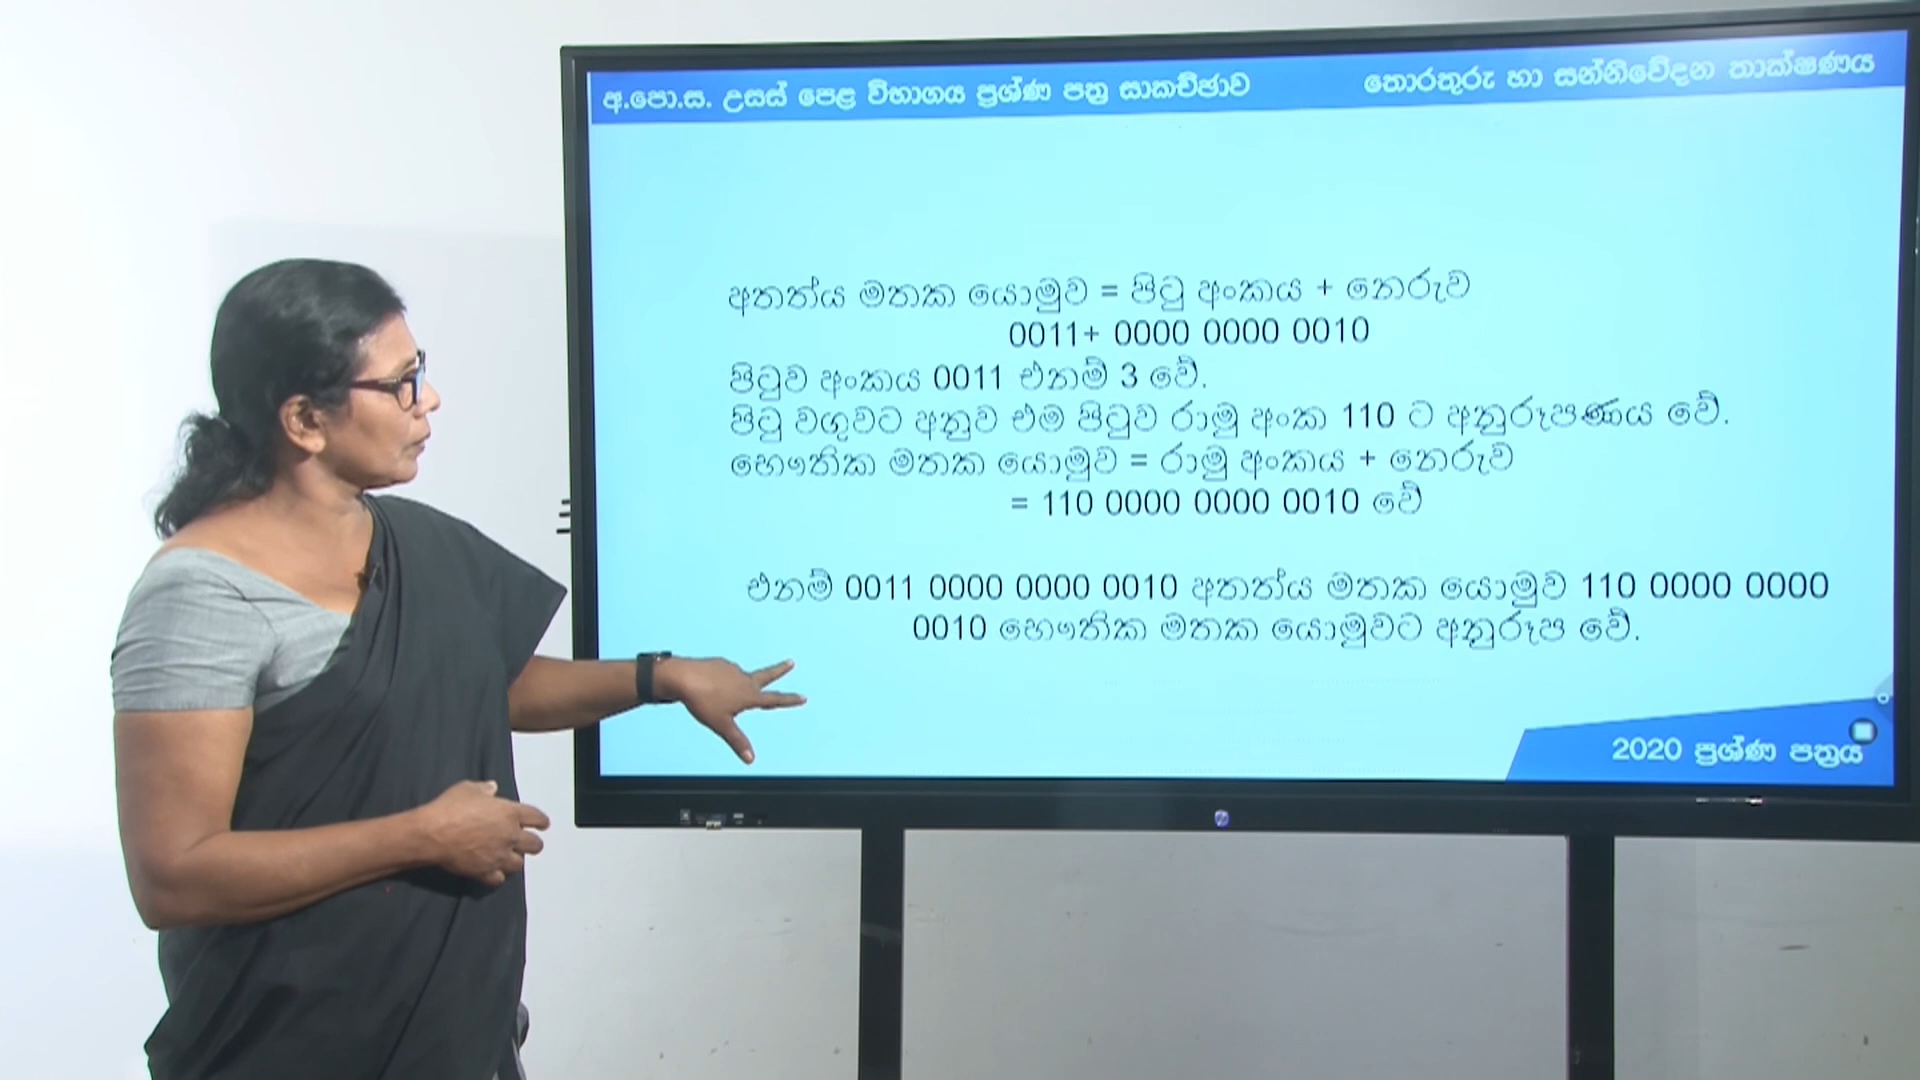 අ.පො.ස. උසස් පෙළ විභාගය ප්‍රශ්ණ පත්‍ර සාකච්ඡාව
තොරතුරු හා සන්නිවේදන තාක්ෂණය
අතත්ය මතක යොමුව = පිටු අංකය + නෙරුව
0011+ 0000 0000 0010
පිටුව අංකය 0011 එනම් 3 වේ.
පිටු වගුවට අනුව එම පිටුව රාමු අංක 110 ට අනුරූපණය වේ.
භෞතික මතක යොමුව = රාමු අංකය + නෙරුව
= 110 0000 0000 0010 වේ
එනම් 0011 0000 0000 0010 අතත්ය මතක යොමුව 110 0000 0000
0010 භෞතික මතක යොමුවට අනුරූප වේ.
2020 ප්‍රශ්ණ පත්‍රය